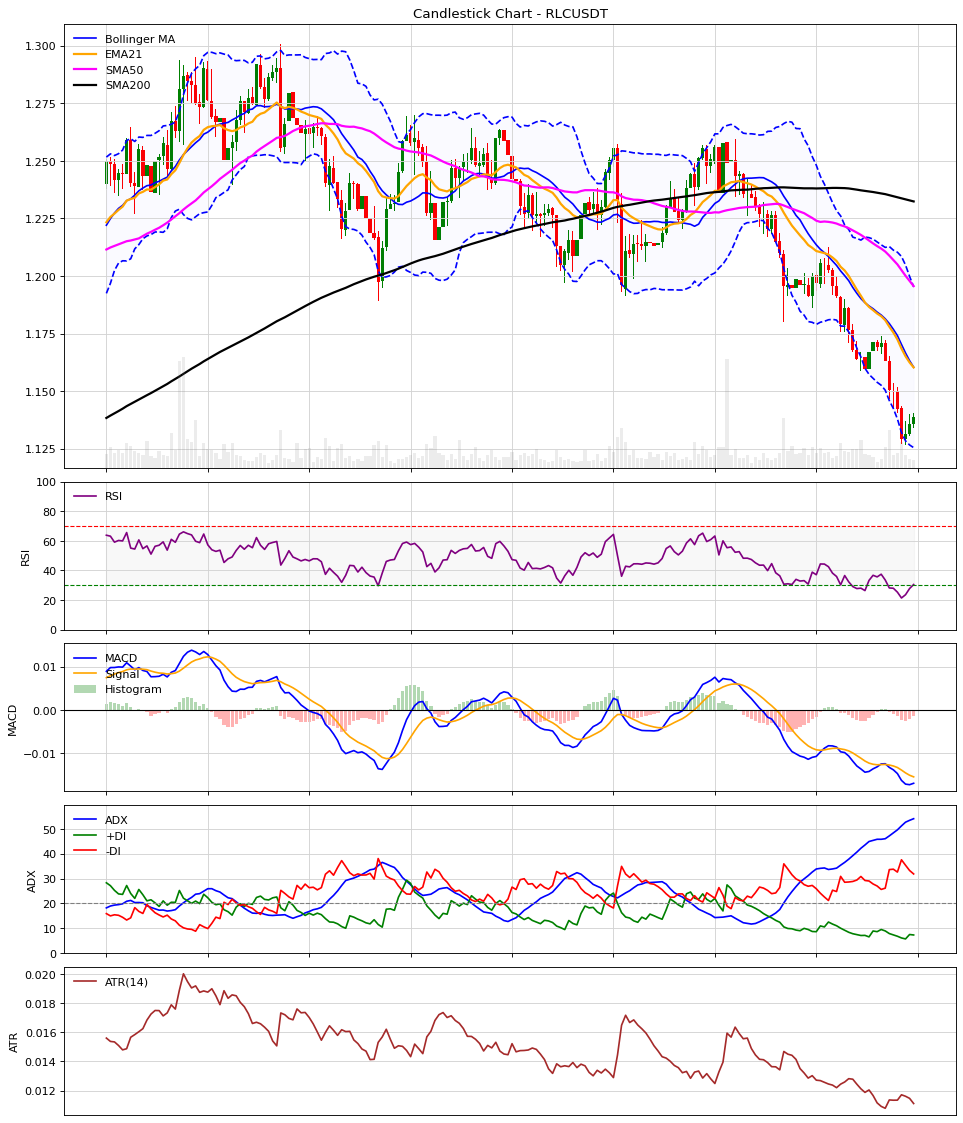 Candlestick Chart - RLCUSDT
Bollinger MA
EMA21
SMA50
SMA200
1.300
1.275
1.250
1.225
1.200
1.175
1.150
1.125
RSI
RSI
100
80
60
40
20
0
MACD
Signal
Histogram
MACD
0.01
0.00
−0.01
ADX
+DI
-DI
ADX
50
40
30
20
10
0
ATR(14)
ATR
0.020
0.018
0.016
0.014
0.012